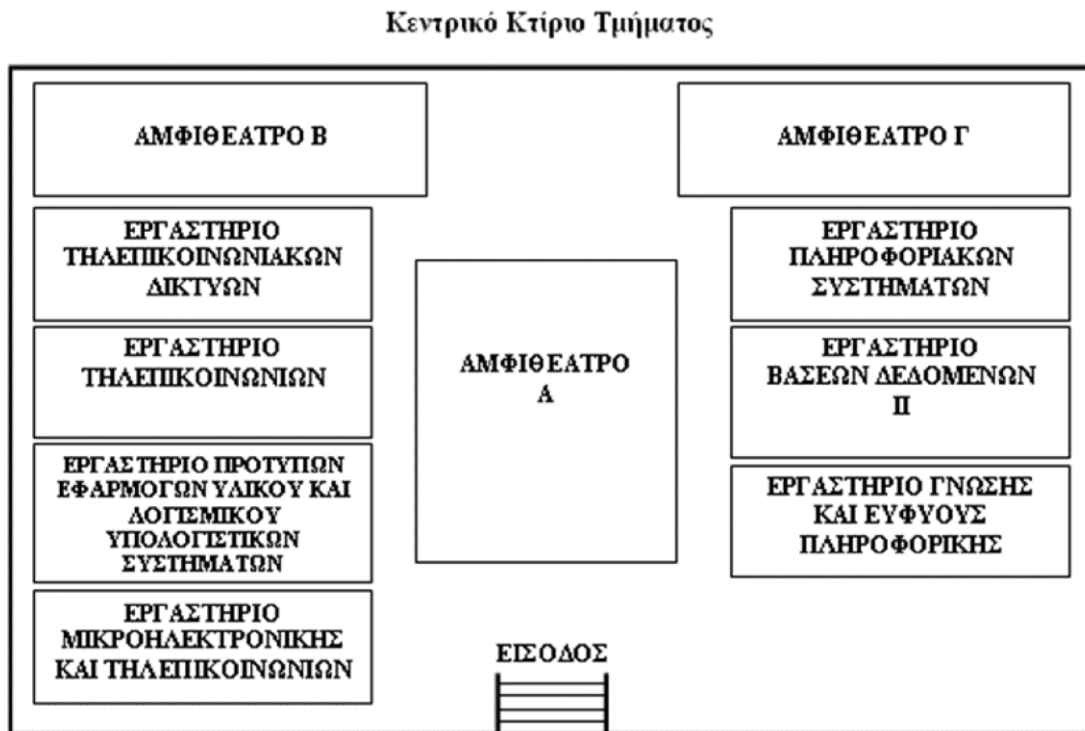 Κεντρικό Κτίριο Τμήματος
ΑΜΦΙΘΕΑΤΡΟ Β
ΑΜΦΙΘΕΑΤΡΟ Γ
ΕΡΓΑΣΤΗΡΙΟ
ΤΗΛΕΠΙΚΟΙΝΩΝΙΑΚΩΝ
ΔΙΚΤΥΩΝ
ΕΡΓΑΣΤΗΡΙΟ
ΠΛΗΡΟΦΟΡΙΑΚΩΝ
ΣΥΣΤΗΜΑΤΩΝ
ΕΡΓΑΣΤΗΡΙΟ
ΤΗΛΕΠΙΚΟΙΝΩΝΙΩΝ
ΑΜΦΙΘΕΑΤΡΟ
Α
ΕΡΓΑΣΤΗΡΙΟ
ΒΑΣΕΩΝ ΔΕΔΟΜΕΝΩΝ
ΙΙ
ΕΡΓΑΣΤΗΡΙΟ ΠΡΟΤΥΠΩΝ
ΕΦΑΡΜΟΓΩΝ ΥΛΙΚΟΥ ΚΑΙ
ΛΟΓΙΣΜΙΚΟΥ
ΥΠΟΛΟΓΙΣΤΙΚΩΝ
ΣΥΣΤΗΜΑΤΩΝ
ΕΡΓΑΣΤΗΡΙΟ ΓΝΩΣΗΣ
ΚΑΙ ΕΥΦΥΟΥΣ
ΠΛΗΡΟΦΟΡΙΚΗΣ
ΕΡΓΑΣΤΗΡΙΟ
ΜΙΚΡΟΗΛΕΚΤΡΟΝΙΚΗΣ
ΚΑΙ ΤΗΛΕΠΙΚΟΙΝΩΝΙΩΝ
ΕΙΣΟΔΟΣ